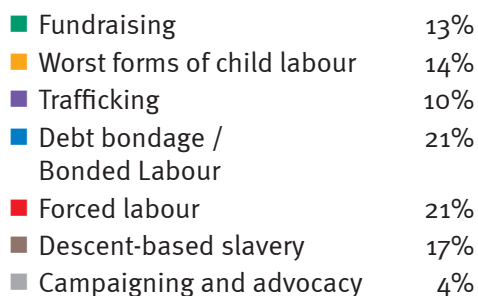 Fundraising 13%
Worst forms of child labour 14%
Trafficking 10%
Debt bondage / 21%
Bonded Labour
Forced labour 21%
Descent-based slavery 17%
Campaigning and advocacy 4%